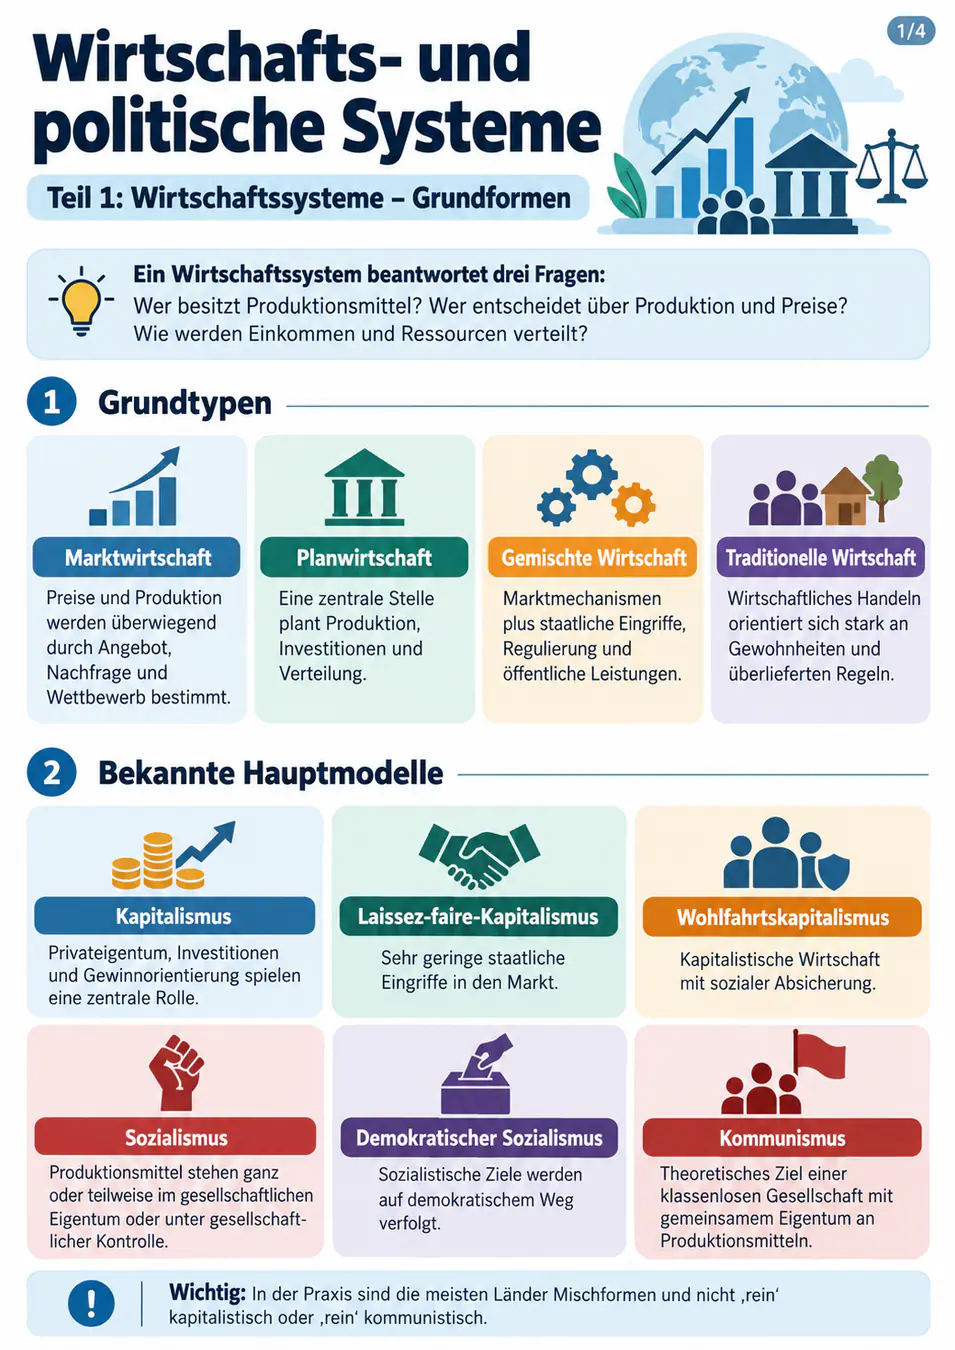 1/4
Wirtschafts- und
politische Systeme
Teil 1: Wirtschaftssysteme – Grundformen
Ein Wirtschaftssystem beantwortet drei Fragen:
Wer besitzt Produktionsmittel? Wer entscheidet über Produktion und Preise?
Wie werden Einkommen und Ressourcen verteilt?
1 Grundtypen
Marktwirtschaft
Preise und Produktion
werden überwiegend
durch Angebot,
Nachfrage und
Wettbewerb bestimmt.
Planwirtschaft
Eine zentrale Stelle
plant Produktion,
Investitionen und
Verteilung.
Gemischte Wirtschaft
Marktmechanismen
plus staatliche Eingriffe,
Regulierung und
öffentliche Leistungen.
Traditionelle Wirtschaft
Wirtschaftliches Handeln
orientiert sich stark an
Gewohnheiten und
überlieferten Regeln.
2 Bekannte Hauptmodelle
Kapitalismus
Privateigentum, Investitionen
und Gewinnorientierung spielen
eine zentrale Rolle.
Laissez-faire-Kapitalismus
Sehr geringe staatliche
Eingriffe in den Markt.
Wohlfahrtskapitalismus
Kapitalistische Wirtschaft
mit sozialer Absicherung.
Sozialismus
Produktionsmittel stehen ganz
oder teilweise im gesellschaftlichen
Eigentum oder unter gesellschaft-
licher Kontrolle.
Demokratischer Sozialismus
Sozialistische Ziele werden
auf demokratischem Weg
verfolgt.
Kommunismus
Theoretisches Ziel einer
klassenlosen Gesellschaft mit
gemeinsamem Eigentum an
Produktionsmitteln.
! Wichtig: In der Praxis sind die meisten Länder Mischformen und nicht ‚rein‘
kapitalistisch oder ‚rein‘ kommunistisch.